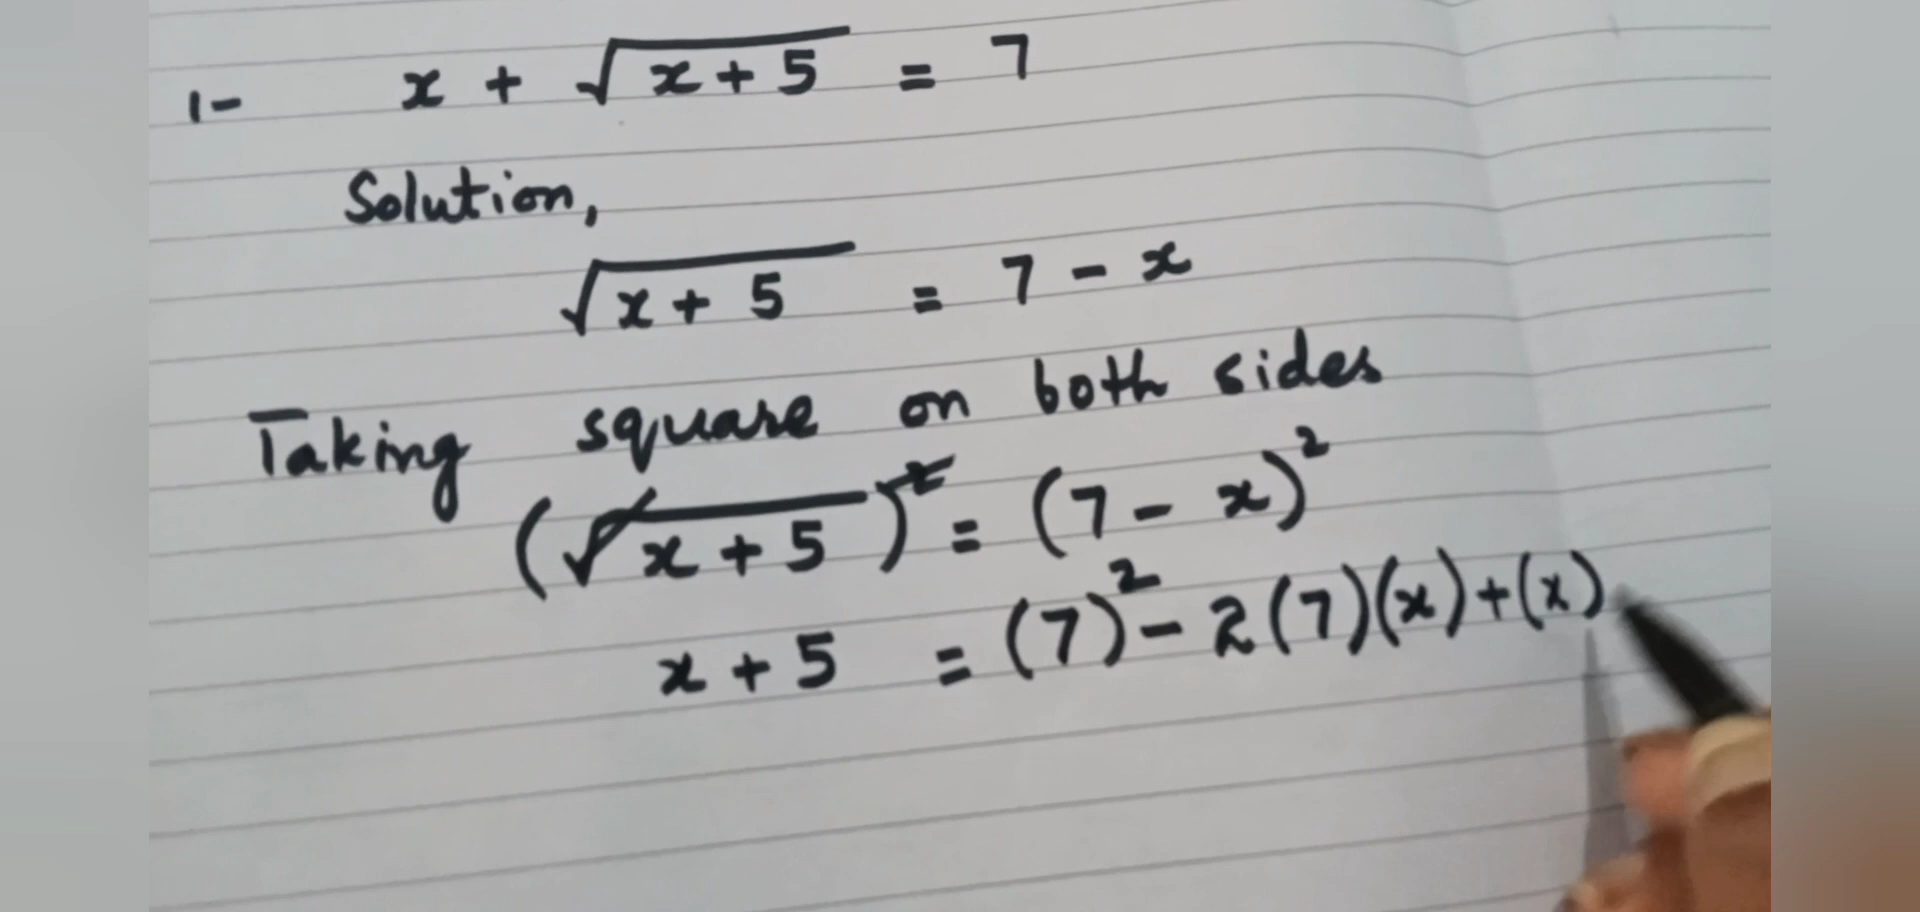 1- x + √x + 5 = 7
Solution,
√x + 5 = 7 - x
Taking square on both sides
(√x + 5)² = (7 - x)²
x + 5 = (7)² - 2(7)(x) + (x)